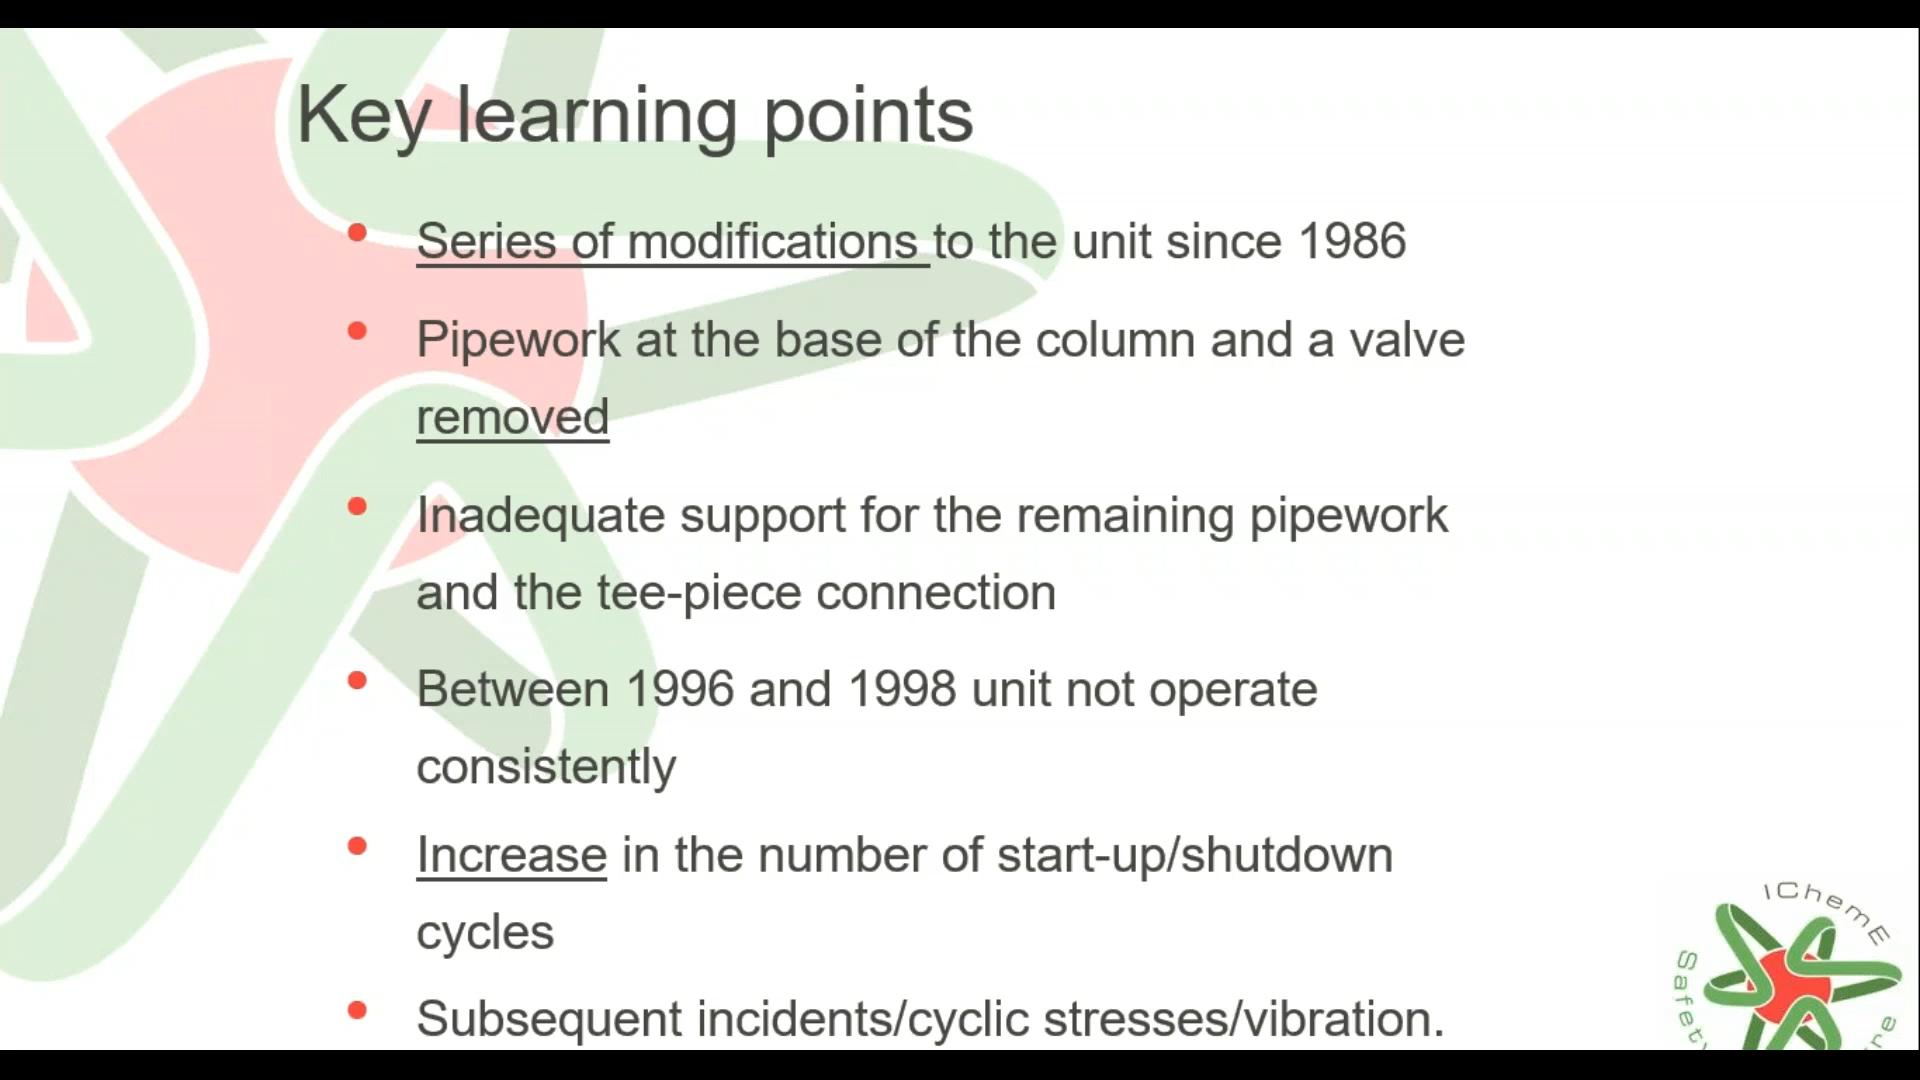 Key learning points
• Series of modifications to the unit since 1986
• Pipework at the base of the column and a valve
removed
• Inadequate support for the remaining pipework
and the tee-piece connection
• Between 1996 and 1998 unit not operate
consistently
• Increase in the number of start-up/shutdown
cycles
• Subsequent incidents/cyclic stresses/vibration.
IChemE
Safety